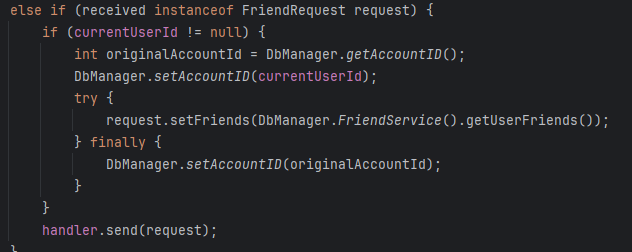 else if (received instanceof FriendRequest request) {
if (currentUserId != null) {
int originalAccountId = DbManager.getAccountID();
DbManager.setAccountID(currentUserId);
try {
request.setFriends(DbManager.FriendService().getUserFriends());
} finally {
DbManager.setAccountID(originalAccountId);
}
}
handler.send(request);
}